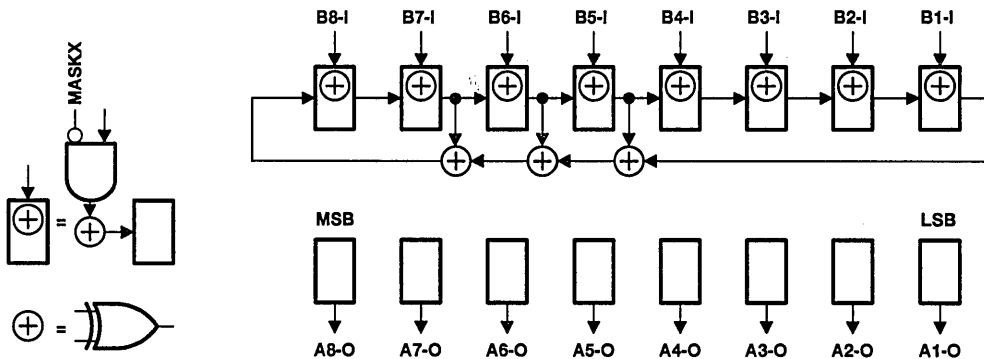 B8-I B7-I B6-I B5-I B4-I B3-I B2-I B1-I
MASKX
=
MSB LSB
=
A8-O A7-O A6-O A5-O A4-O A3-O A2-O A1-O